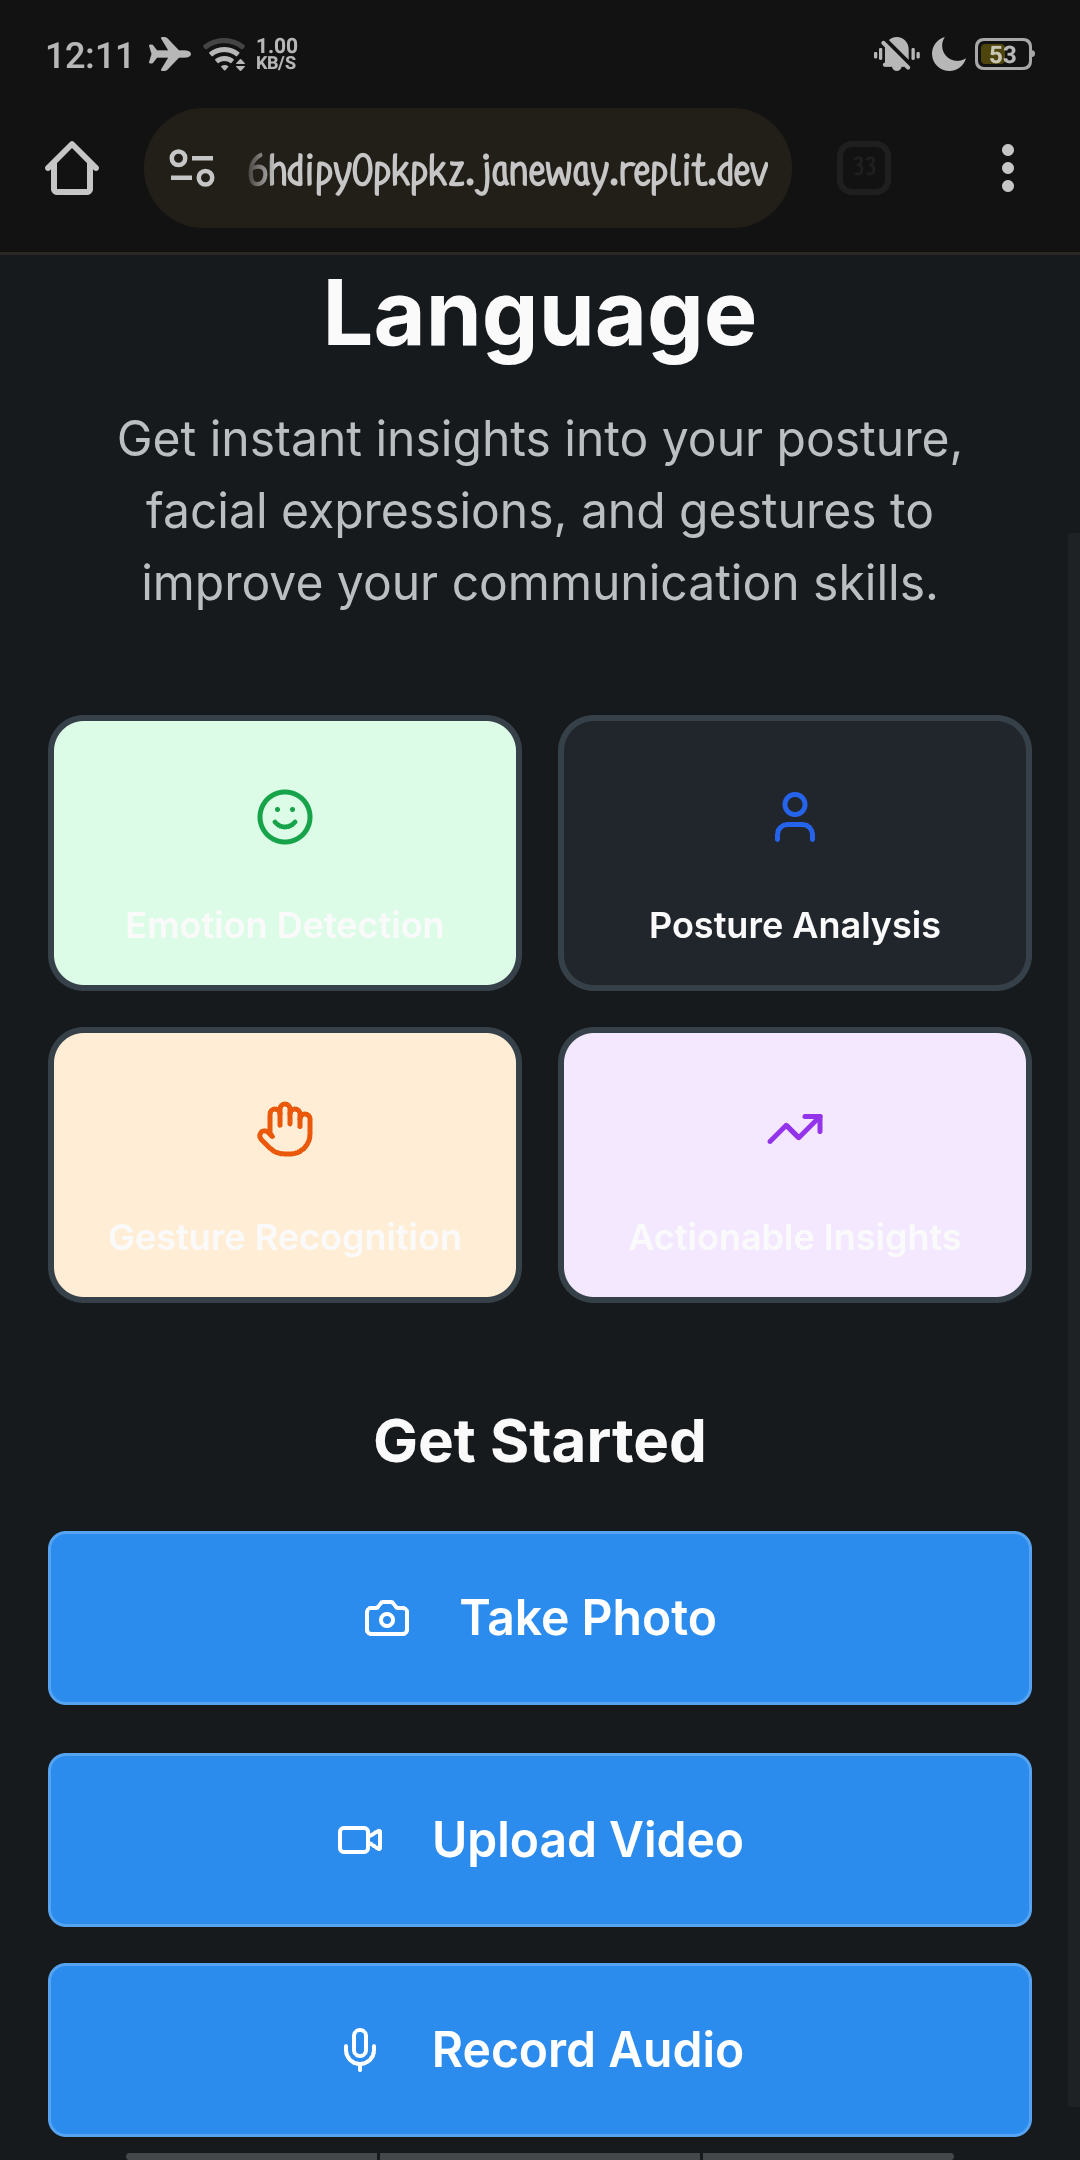 12:11 1.00 KB/S 53
6hdipy0pkpkz.janeway.replit.dev 33
Language
Get instant insights into your posture,
facial expressions, and gestures to
improve your communication skills.
Emotion Detection
Posture Analysis
Gesture Recognition
Actionable Insights
Get Started
Take Photo
Upload Video
Record Audio